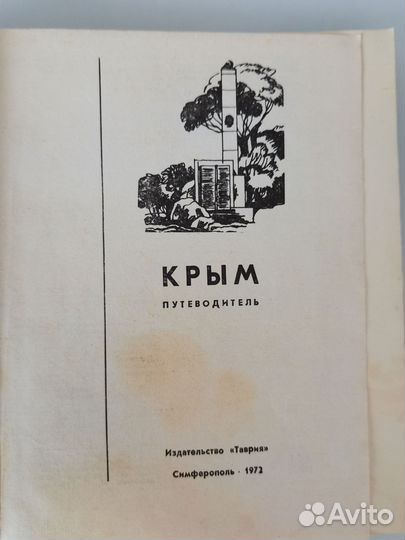 КРЫМ
ПУТЕВОДИТЕЛЬ
Издательство «Таврия»
Симферополь · 1972
Avito